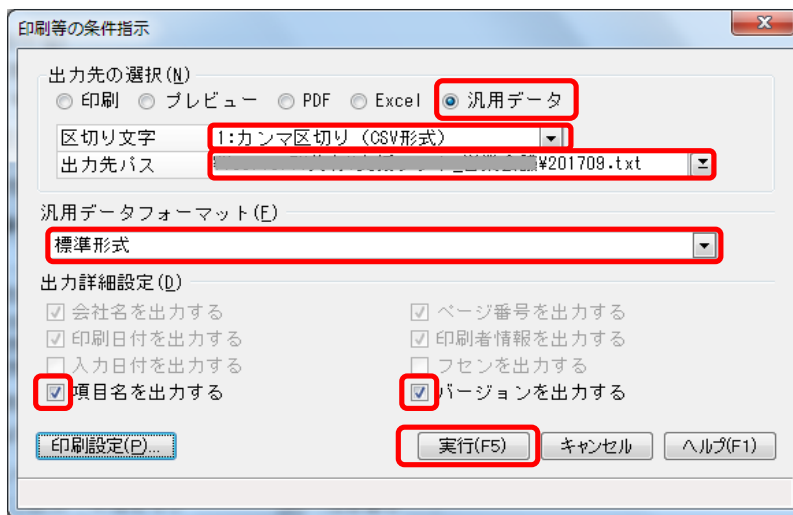 印刷等の条件指示
出力先の選択(N)
印刷 プレビュー PDF Excel 汎用データ
区切り文字 1:カンマ区切り (CSV形式)
出力先パス ¥201709.txt
汎用データフォーマット(F)
標準形式
出力詳細設定(D)
会社名を出力する ページ番号を出力する
印刷日付を出力する 印刷者情報を出力する
入力日付を出力する フセンを出力する
項目名を出力する バージョンを出力する
印刷設定(P)... 実行(F5) キャンセル ヘルプ(F1)